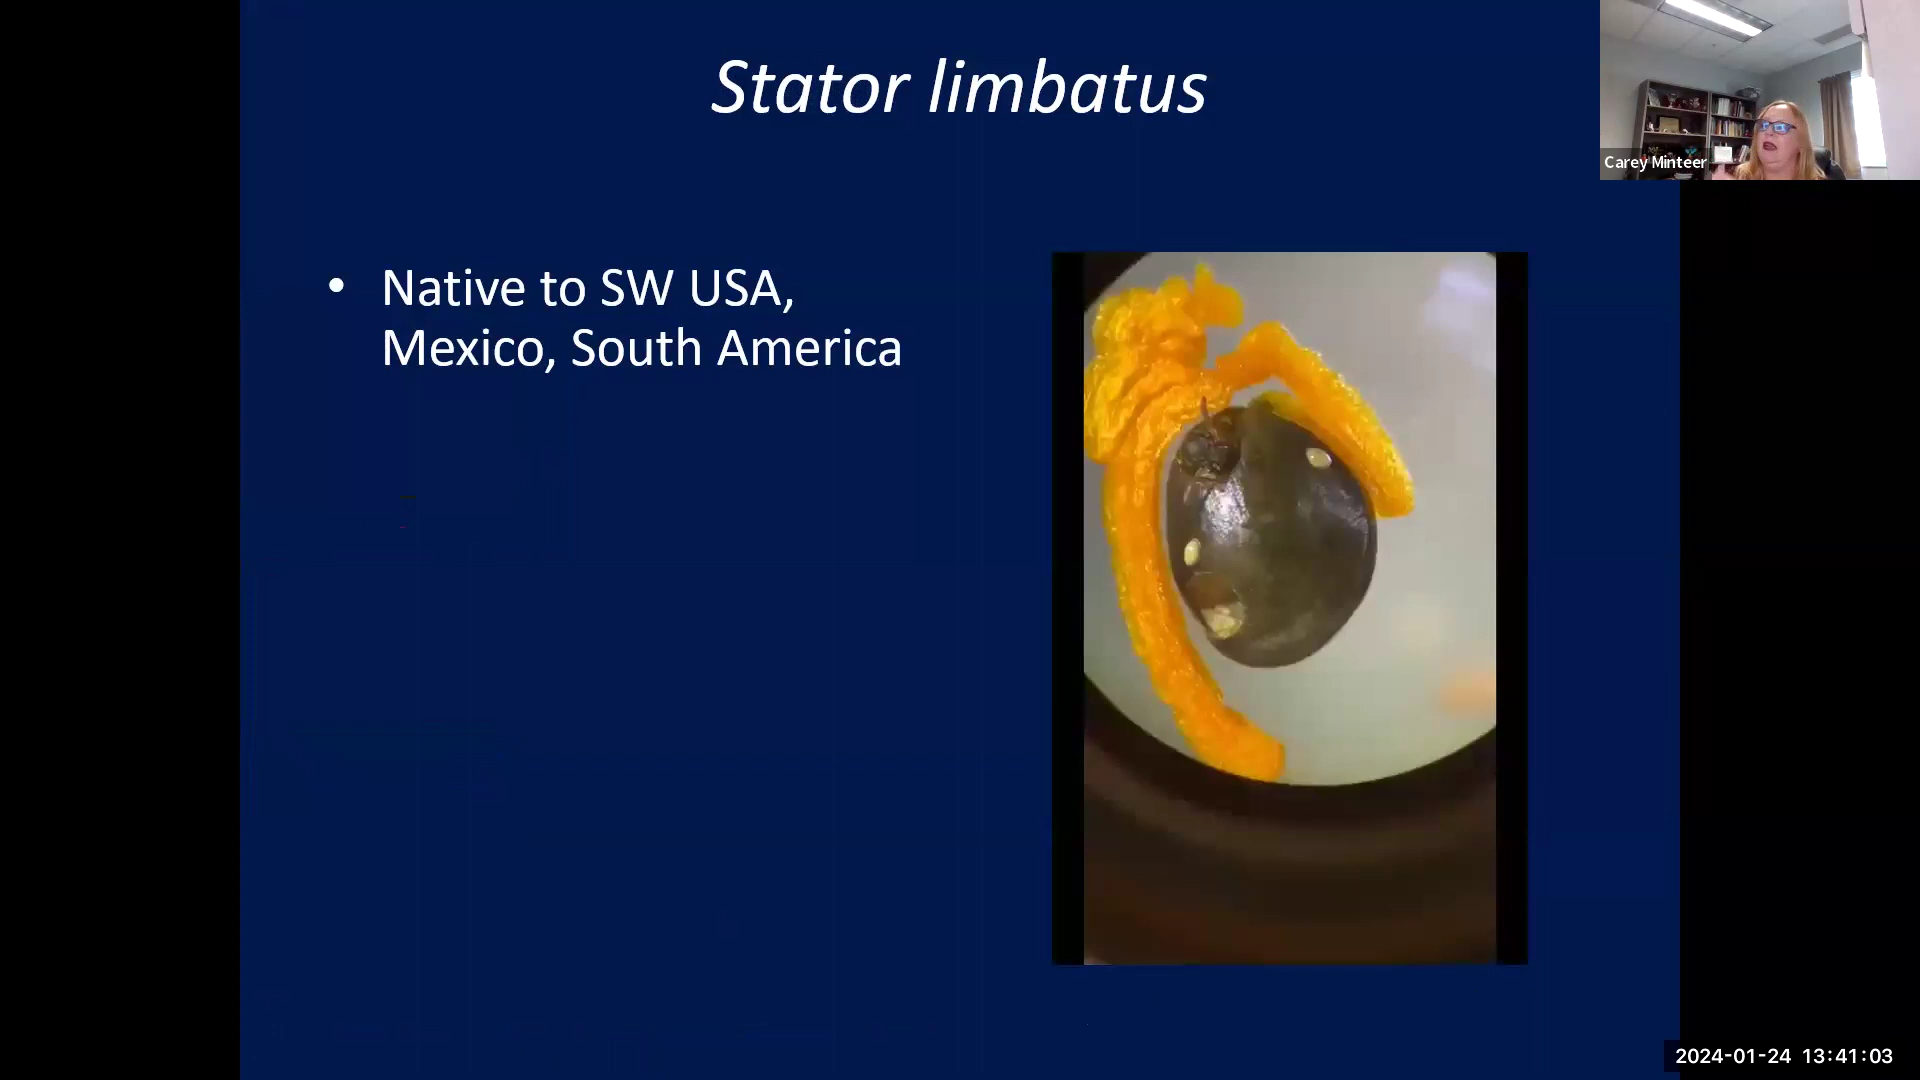 Stator limbatus
Carey Minteer
• Native to SW USA,
Mexico, South America
2024-01-24 13:41:03